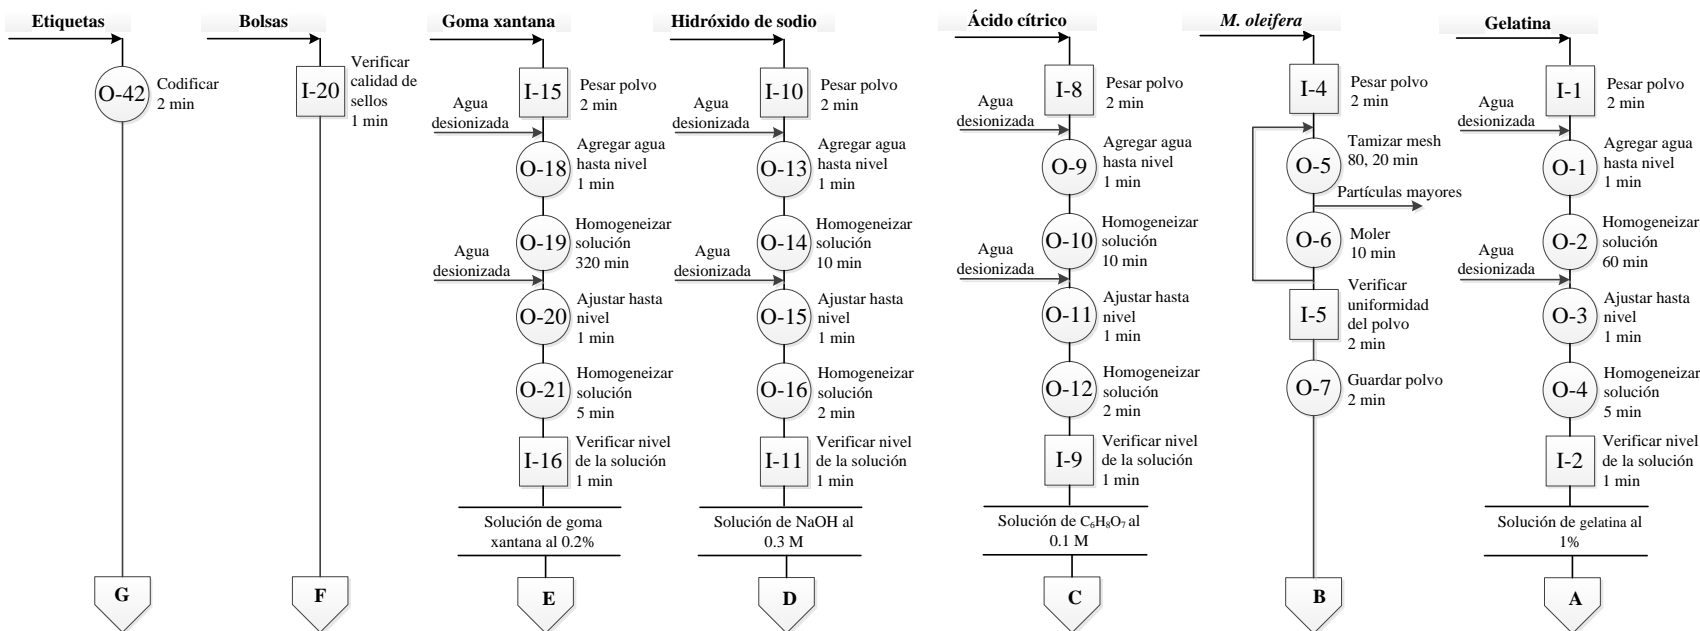 Etiquetas
O-42
Codificar
2 min
G
Bolsas
I-20
Verificar
calidad de
sellos
1 min
F
Goma xantana
I-15
Pesar polvo
2 min
Agua
desionizada
O-18
Agregar agua
hasta nivel
1 min
O-19
Homogeneizar
solución
320 min
Agua
desionizada
O-20
Ajustar hasta
nivel
1 min
O-21
Homogeneizar
solución
5 min
I-16
Verificar nivel
de la solución
1 min
Solución de goma
xantana al 0.2%
E
Hidróxido de sodio
I-10
Pesar polvo
2 min
Agua
desionizada
O-13
Agregar agua
hasta nivel
1 min
O-14
Homogeneizar
solución
10 min
Agua
desionizada
O-15
Ajustar hasta
nivel
1 min
O-16
Homogeneizar
solución
2 min
I-11
Verificar nivel
de la solución
1 min
Solución de NaOH al
0.3 M
D
Ácido cítrico
I-8
Pesar polvo
2 min
Agua
desionizada
O-9
Agregar agua
hasta nivel
1 min
O-10
Homogeneizar
solución
10 min
Agua
desionizada
O-11
Ajustar hasta
nivel
1 min
O-12
Homogeneizar
solución
2 min
I-9
Verificar nivel
de la solución
1 min
Solución de C₆H₈O₇ al
0.1 M
C
M. oleifera
I-4
Pesar polvo
2 min
O-5
Tamizar mesh
80, 20 min
Partículas mayores
O-6
Moler
10 min
I-5
Verificar
uniformidad
del polvo
2 min
O-7
Guardar polvo
2 min
B
Gelatina
I-1
Pesar polvo
2 min
Agua
desionizada
O-1
Agregar agua
hasta nivel
1 min
O-2
Homogeneizar
solución
60 min
Agua
desionizada
O-3
Ajustar hasta
nivel
1 min
O-4
Homogeneizar
solución
5 min
I-2
Verificar nivel
de la solución
1 min
Solución de gelatina al
1%
A